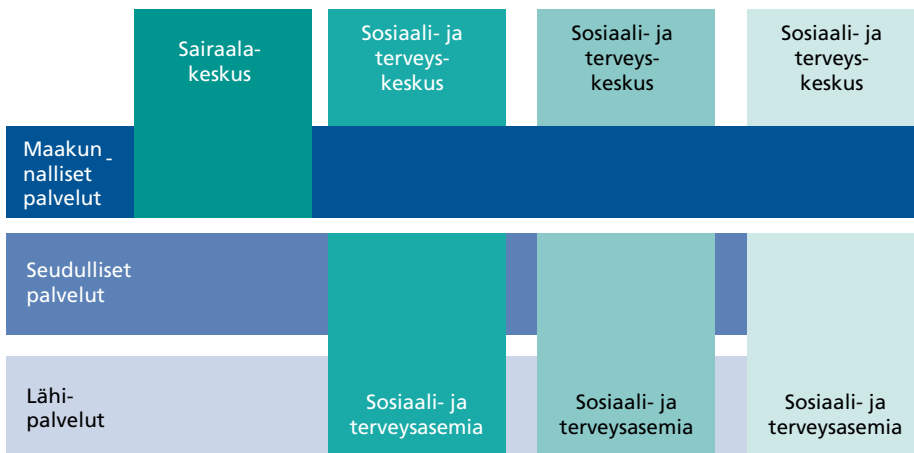 Sairaala-
keskus
Sosiaali- ja
terveys-
keskus
Sosiaali- ja
terveys-
keskus
Sosiaali- ja
terveys-
keskus
Maakun-
nalliset
palvelut
Seudulliset
palvelut
Lähi-
palvelut
Sosiaali- ja
terveysasemia
Sosiaali- ja
terveysasemia
Sosiaali- ja
terveysasemia